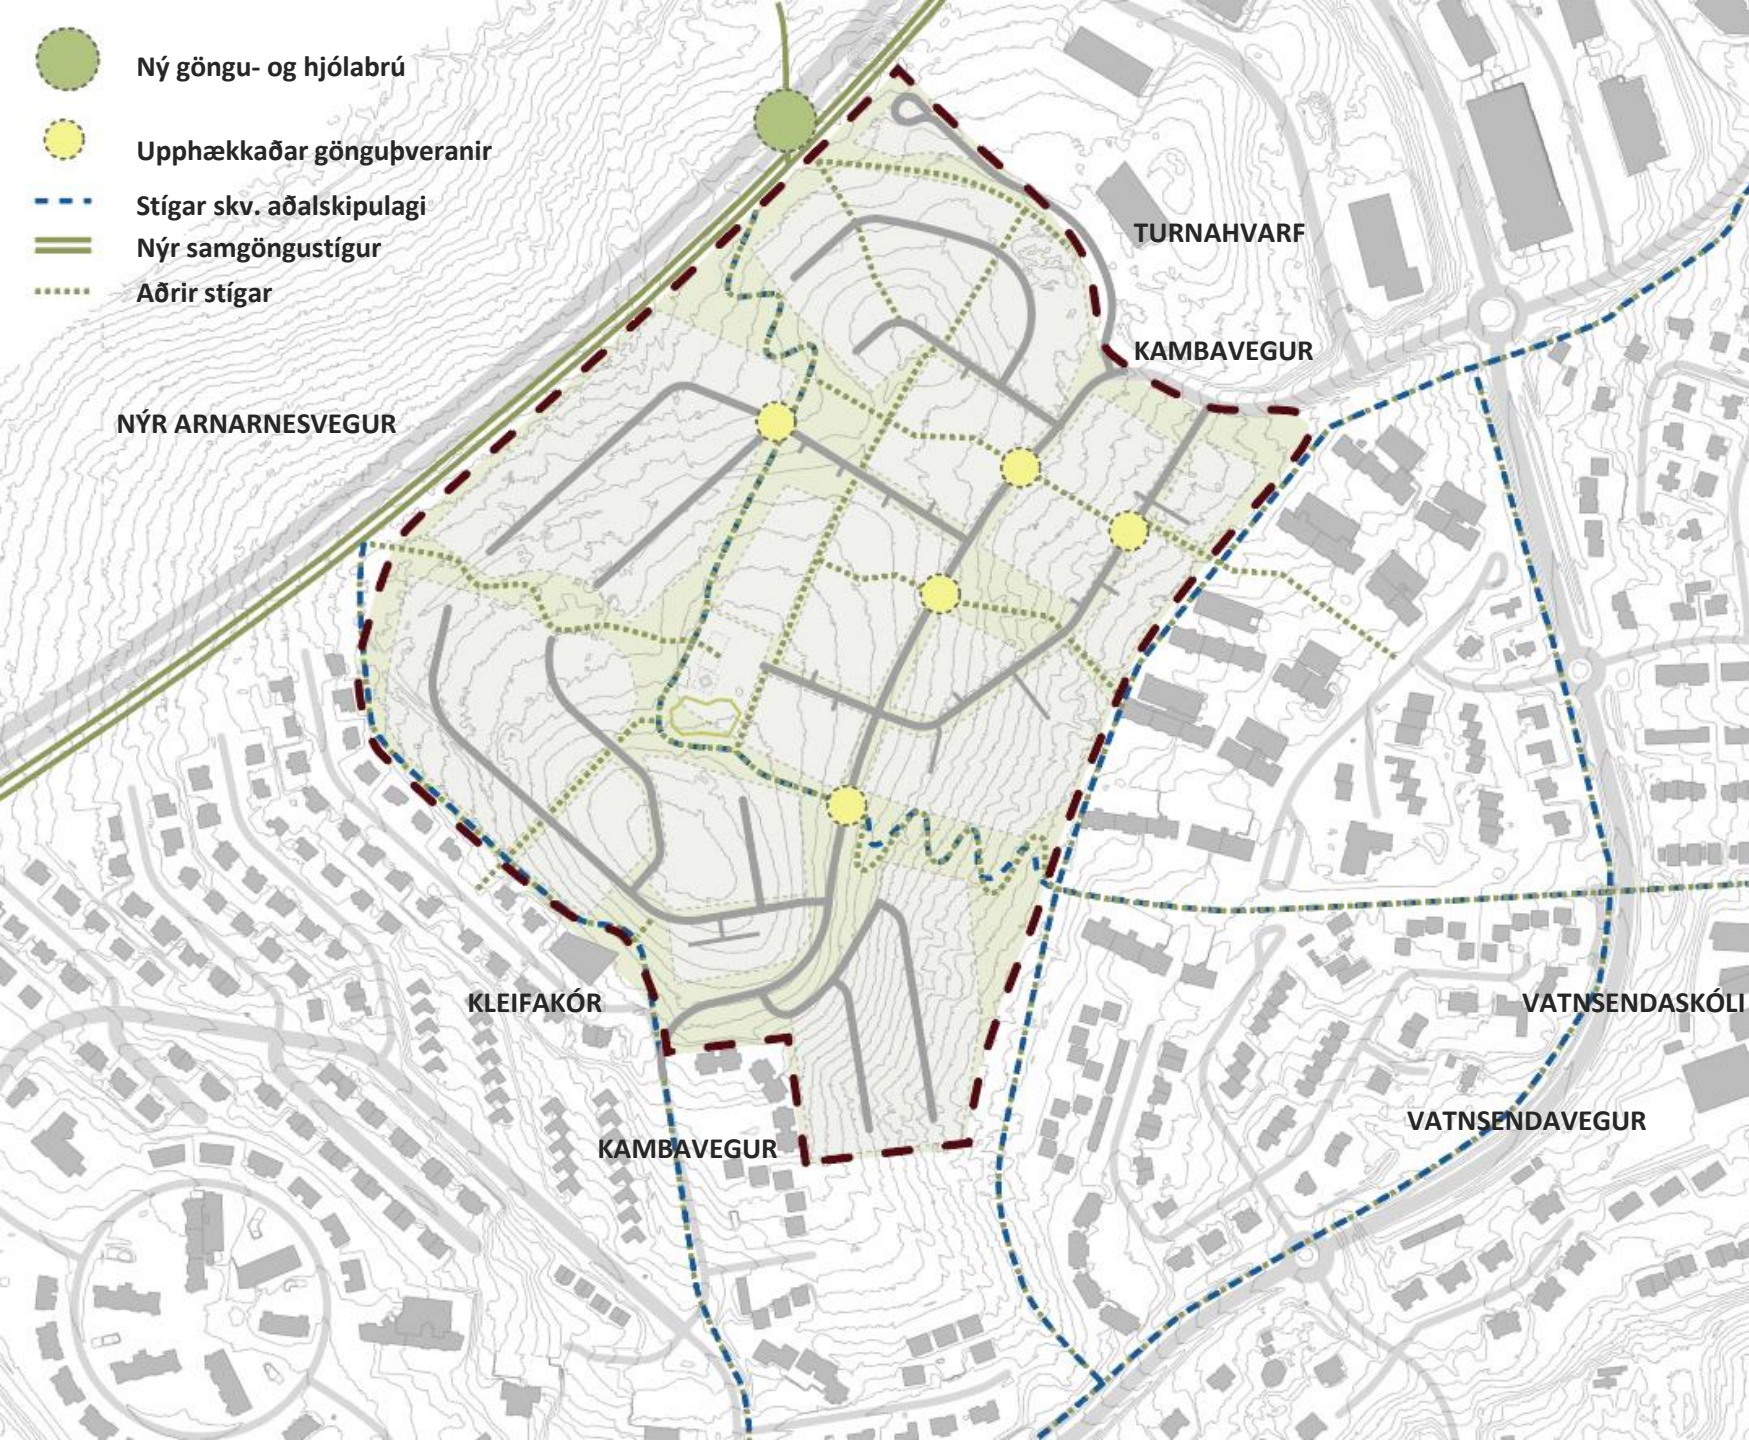 Ný göngu- og hjólabrú
Upphækkaðar gönguþveranir
Stígar skv. aðalskipulagi
Nýr samgöngustígur
Aðrir stígar
TURNAHVARF
KAMBAVEGUR
NÝR ARNARNESVEGUR
KLEIFAKÓR
VATNSENDASKÓLI
VATNSENDAVEGUR
KAMBAVEGUR